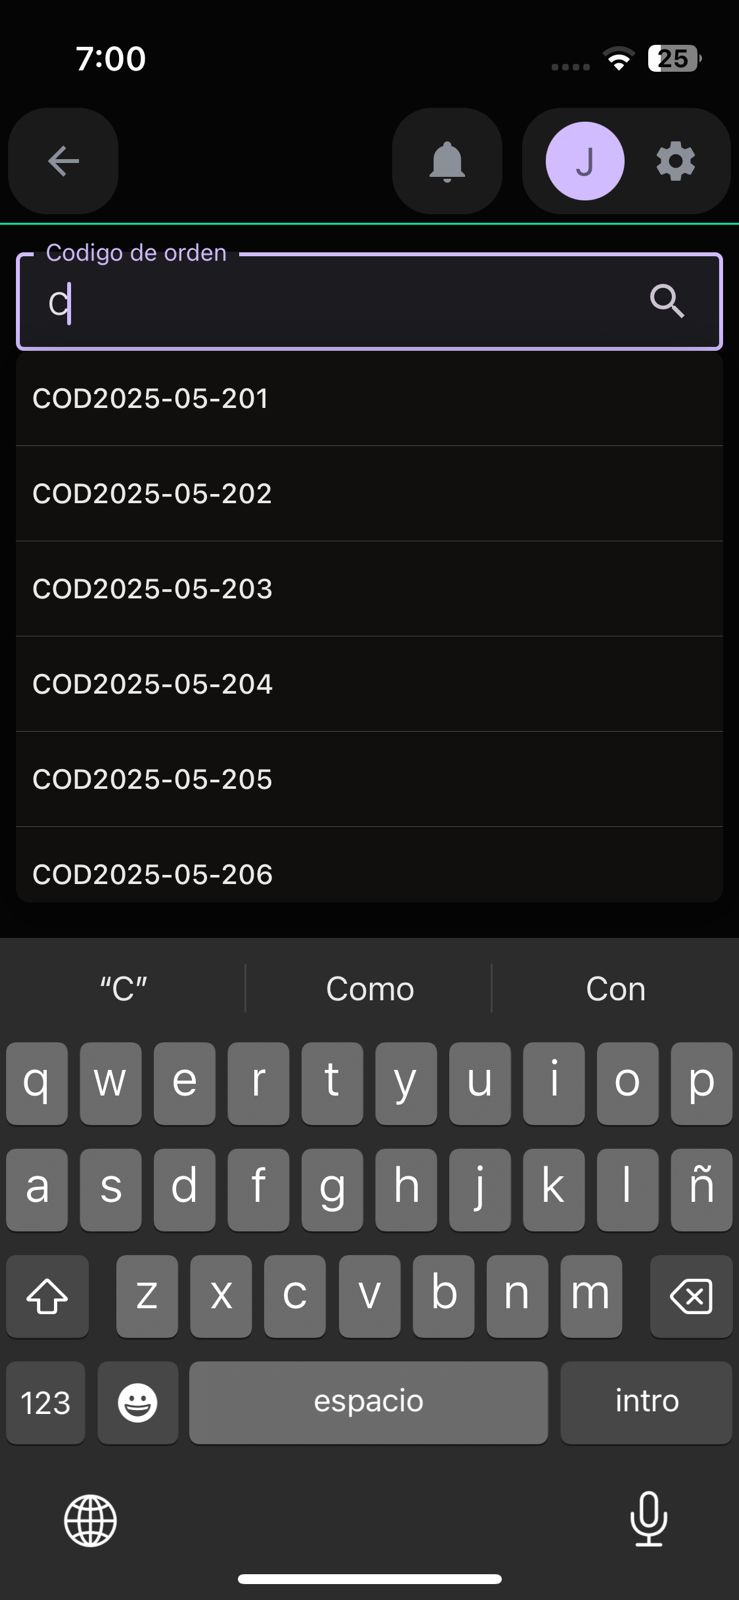 7:00
25
J
Codigo de orden
C
COD2025-05-201
COD2025-05-202
COD2025-05-203
COD2025-05-204
COD2025-05-205
COD2025-05-206
“C” Como Con
q w e r t y u i o p
a s d f g h j k l ñ
z x c v b n m
123 espacio intro